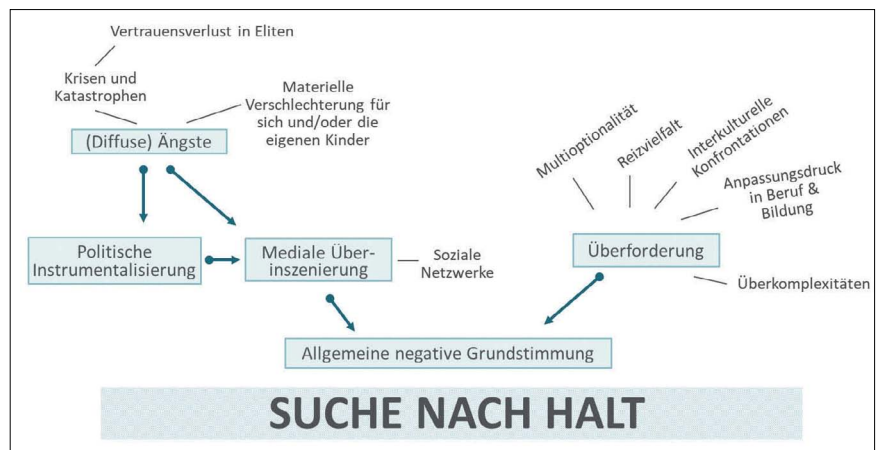 Vertrauensverlust in Eliten
Krisen und
Katastrophen
Materielle
Verschlechterung für
sich und/oder die
eigenen Kinder
(Diffuse) Ängste
Politische
Instrumentalisierung
Mediale Über-
inszenierung
Soziale
Netzwerke
Multioptionalität
Reizvielfalt
Interkulturelle
Konfrontationen
Anpassungsdruck
in Beruf &
Bildung
Überforderung
Überkomplexitäten
Allgemeine negative Grundstimmung
SUCHE NACH HALT